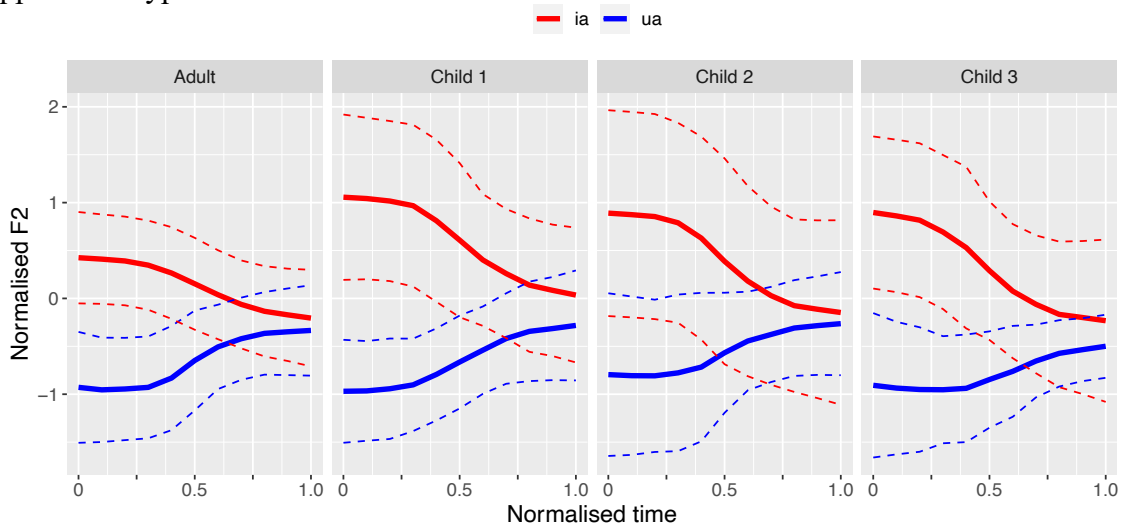 ia ua
Adult Child 1 Child 2 Child 3
Normalised F2
2
1
0
−1
0 0.5 1.0 0 0.5 1.0 0 0.5 1.0 0 0.5 1.0
Normalised time